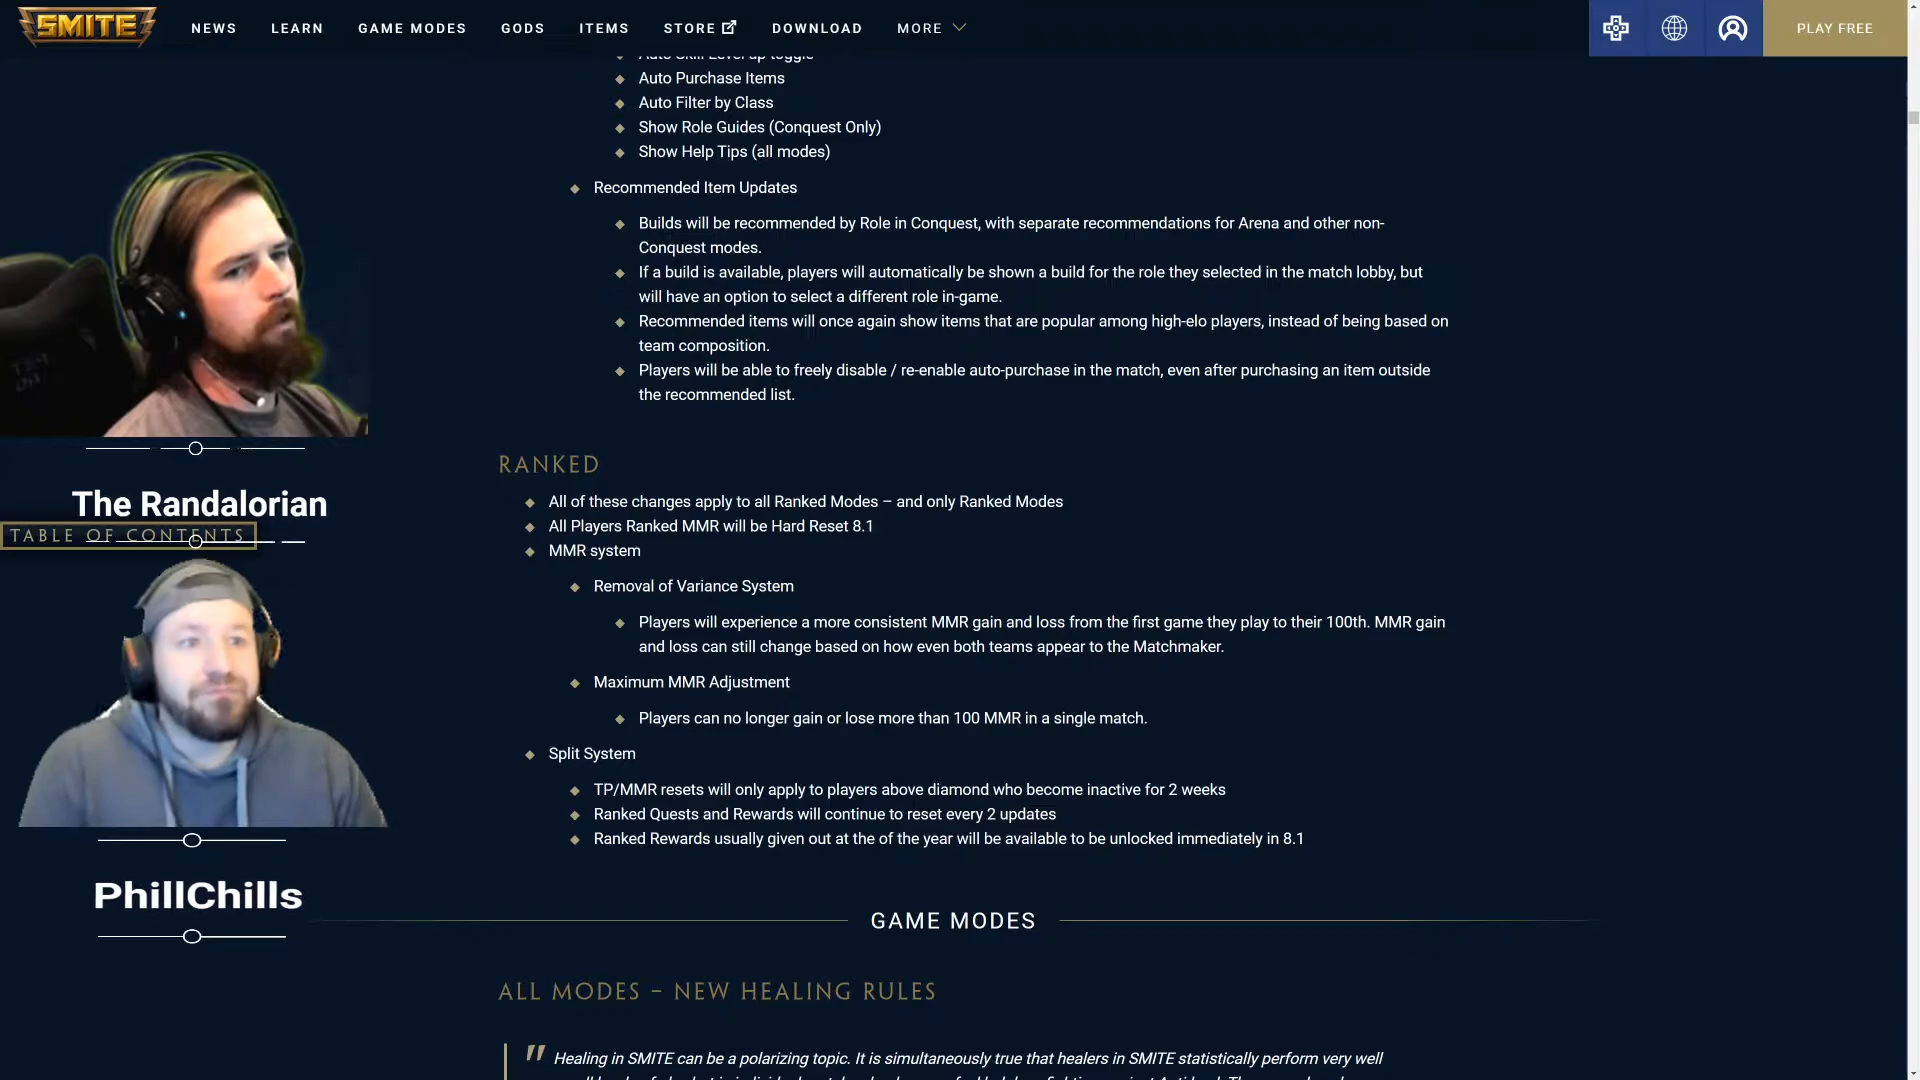 SMITE
NEWS LEARN GAME MODES GODS ITEMS STORE DOWNLOAD MORE PLAY FREE
Auto Skill Level up toggle
Auto Purchase Items
Auto Filter by Class
Show Role Guides (Conquest Only)
Show Help Tips (all modes)
Recommended Item Updates
Builds will be recommended by Role in Conquest, with separate recommendations for Arena and other non-
Conquest modes.
If a build is available, players will automatically be shown a build for the role they selected in the match lobby, but
will have an option to select a different role in-game.
Recommended items will once again show items that are popular among high-elo players, instead of being based on
team composition.
Players will be able to freely disable / re-enable auto-purchase in the match, even after purchasing an item outside
the recommended list.
RANKED
All of these changes apply to all Ranked Modes – and only Ranked Modes
All Players Ranked MMR will be Hard Reset 8.1
MMR system
Removal of Variance System
Players will experience a more consistent MMR gain and loss from the first game they play to their 100th. MMR gain
and loss can still change based on how even both teams appear to the Matchmaker.
Maximum MMR Adjustment
Players can no longer gain or lose more than 100 MMR in a single match.
Split System
TP/MMR resets will only apply to players above diamond who become inactive for 2 weeks
Ranked Quests and Rewards will continue to reset every 2 updates
Ranked Rewards usually given out at the of the year will be available to be unlocked immediately in 8.1
The Randalorian
TABLE OF CONTENTS
PhillChills
GAME MODES
ALL MODES – NEW HEALING RULES
" Healing in SMITE can be a polarizing topic. It is simultaneously true that healers in SMITE statistically perform very well